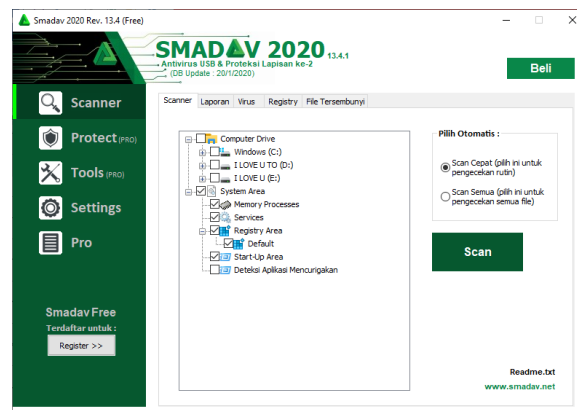 Smadav 2020 Rev. 13.4 (Free)
SMADAV 2020 13.4.1
Antivirus USB & Proteksi Lapisan ke-2
(DB Update : 20/1/2020)
Beli
Scanner
Protect (PRO)
Tools (PRO)
Settings
Pro
Smadav Free
Terdaftar untuk :
Register >>
Scanner Laporan Virus Registry File Tersembunyi
Computer Drive
Windows (C:)
I LOVE U TO (D:)
I LOVE U (E:)
System Area
Memory Processes
Services
Registry Area
Default
Start-Up Area
Deteksi Aplikasi Mencurigakan
Pilih Otomatis :
Scan Cepat (pilih ini untuk
pengecekan rutin)
Scan Semua (pilih ini untuk
pengecekan semua file)
Scan
Readme.txt
www.smadav.net